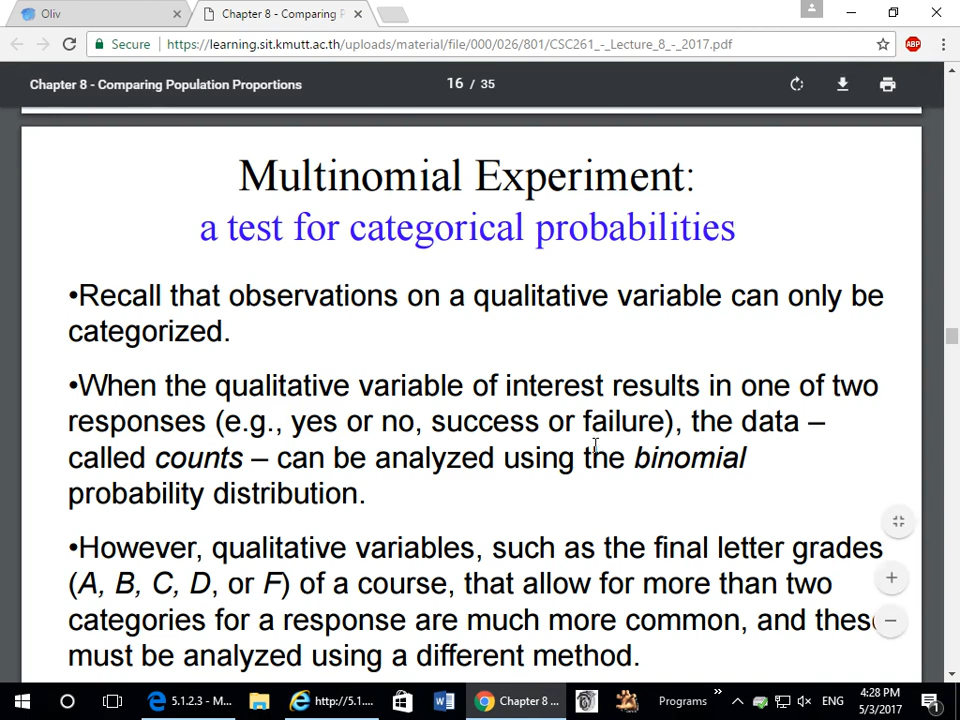 Oliv
Chapter 8 - Comparing P
Secure
https://learning.sit.kmutt.ac.th/uploads/material/file/000/026/801/CSC261_-_Lecture_8_-_2017.pdf
ABP
Chapter 8 - Comparing Population Proportions
16 / 35
Multinomial Experiment:
a test for categorical probabilities
•Recall that observations on a qualitative variable can only be
categorized.
•When the qualitative variable of interest results in one of two
responses (e.g., yes or no, success or failure), the data –
called counts – can be analyzed using the binomial
probability distribution.
•However, qualitative variables, such as the final letter grades
(A, B, C, D, or F) of a course, that allow for more than two
categories for a response are much more common, and these
must be analyzed using a different method.
5.1.2.3 - M...
http://5.1....
Chapter 8 ...
Programs
ENG
4:28 PM
5/3/2017
1